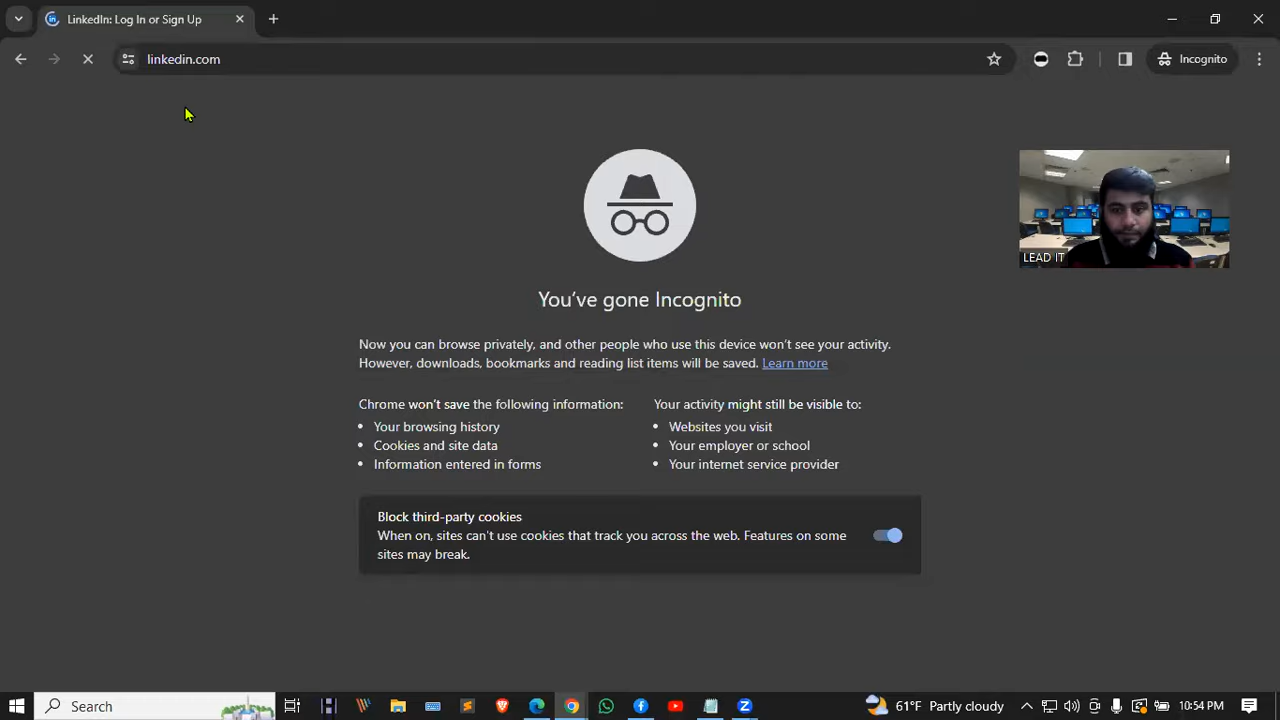 LinkedIn: Log In or Sign Up
linkedin.com
Incognito
LEAD IT
You've gone Incognito
Now you can browse privately, and other people who use this device won't see your activity.
However, downloads, bookmarks and reading list items will be saved. Learn more
Chrome won't save the following information:
• Your browsing history
• Cookies and site data
• Information entered in forms
Your activity might still be visible to:
• Websites you visit
• Your employer or school
• Your internet service provider
Block third-party cookies
When on, sites can't use cookies that track you across the web. Features on some
sites may break.
Search
61°F Partly cloudy
10:54 PM